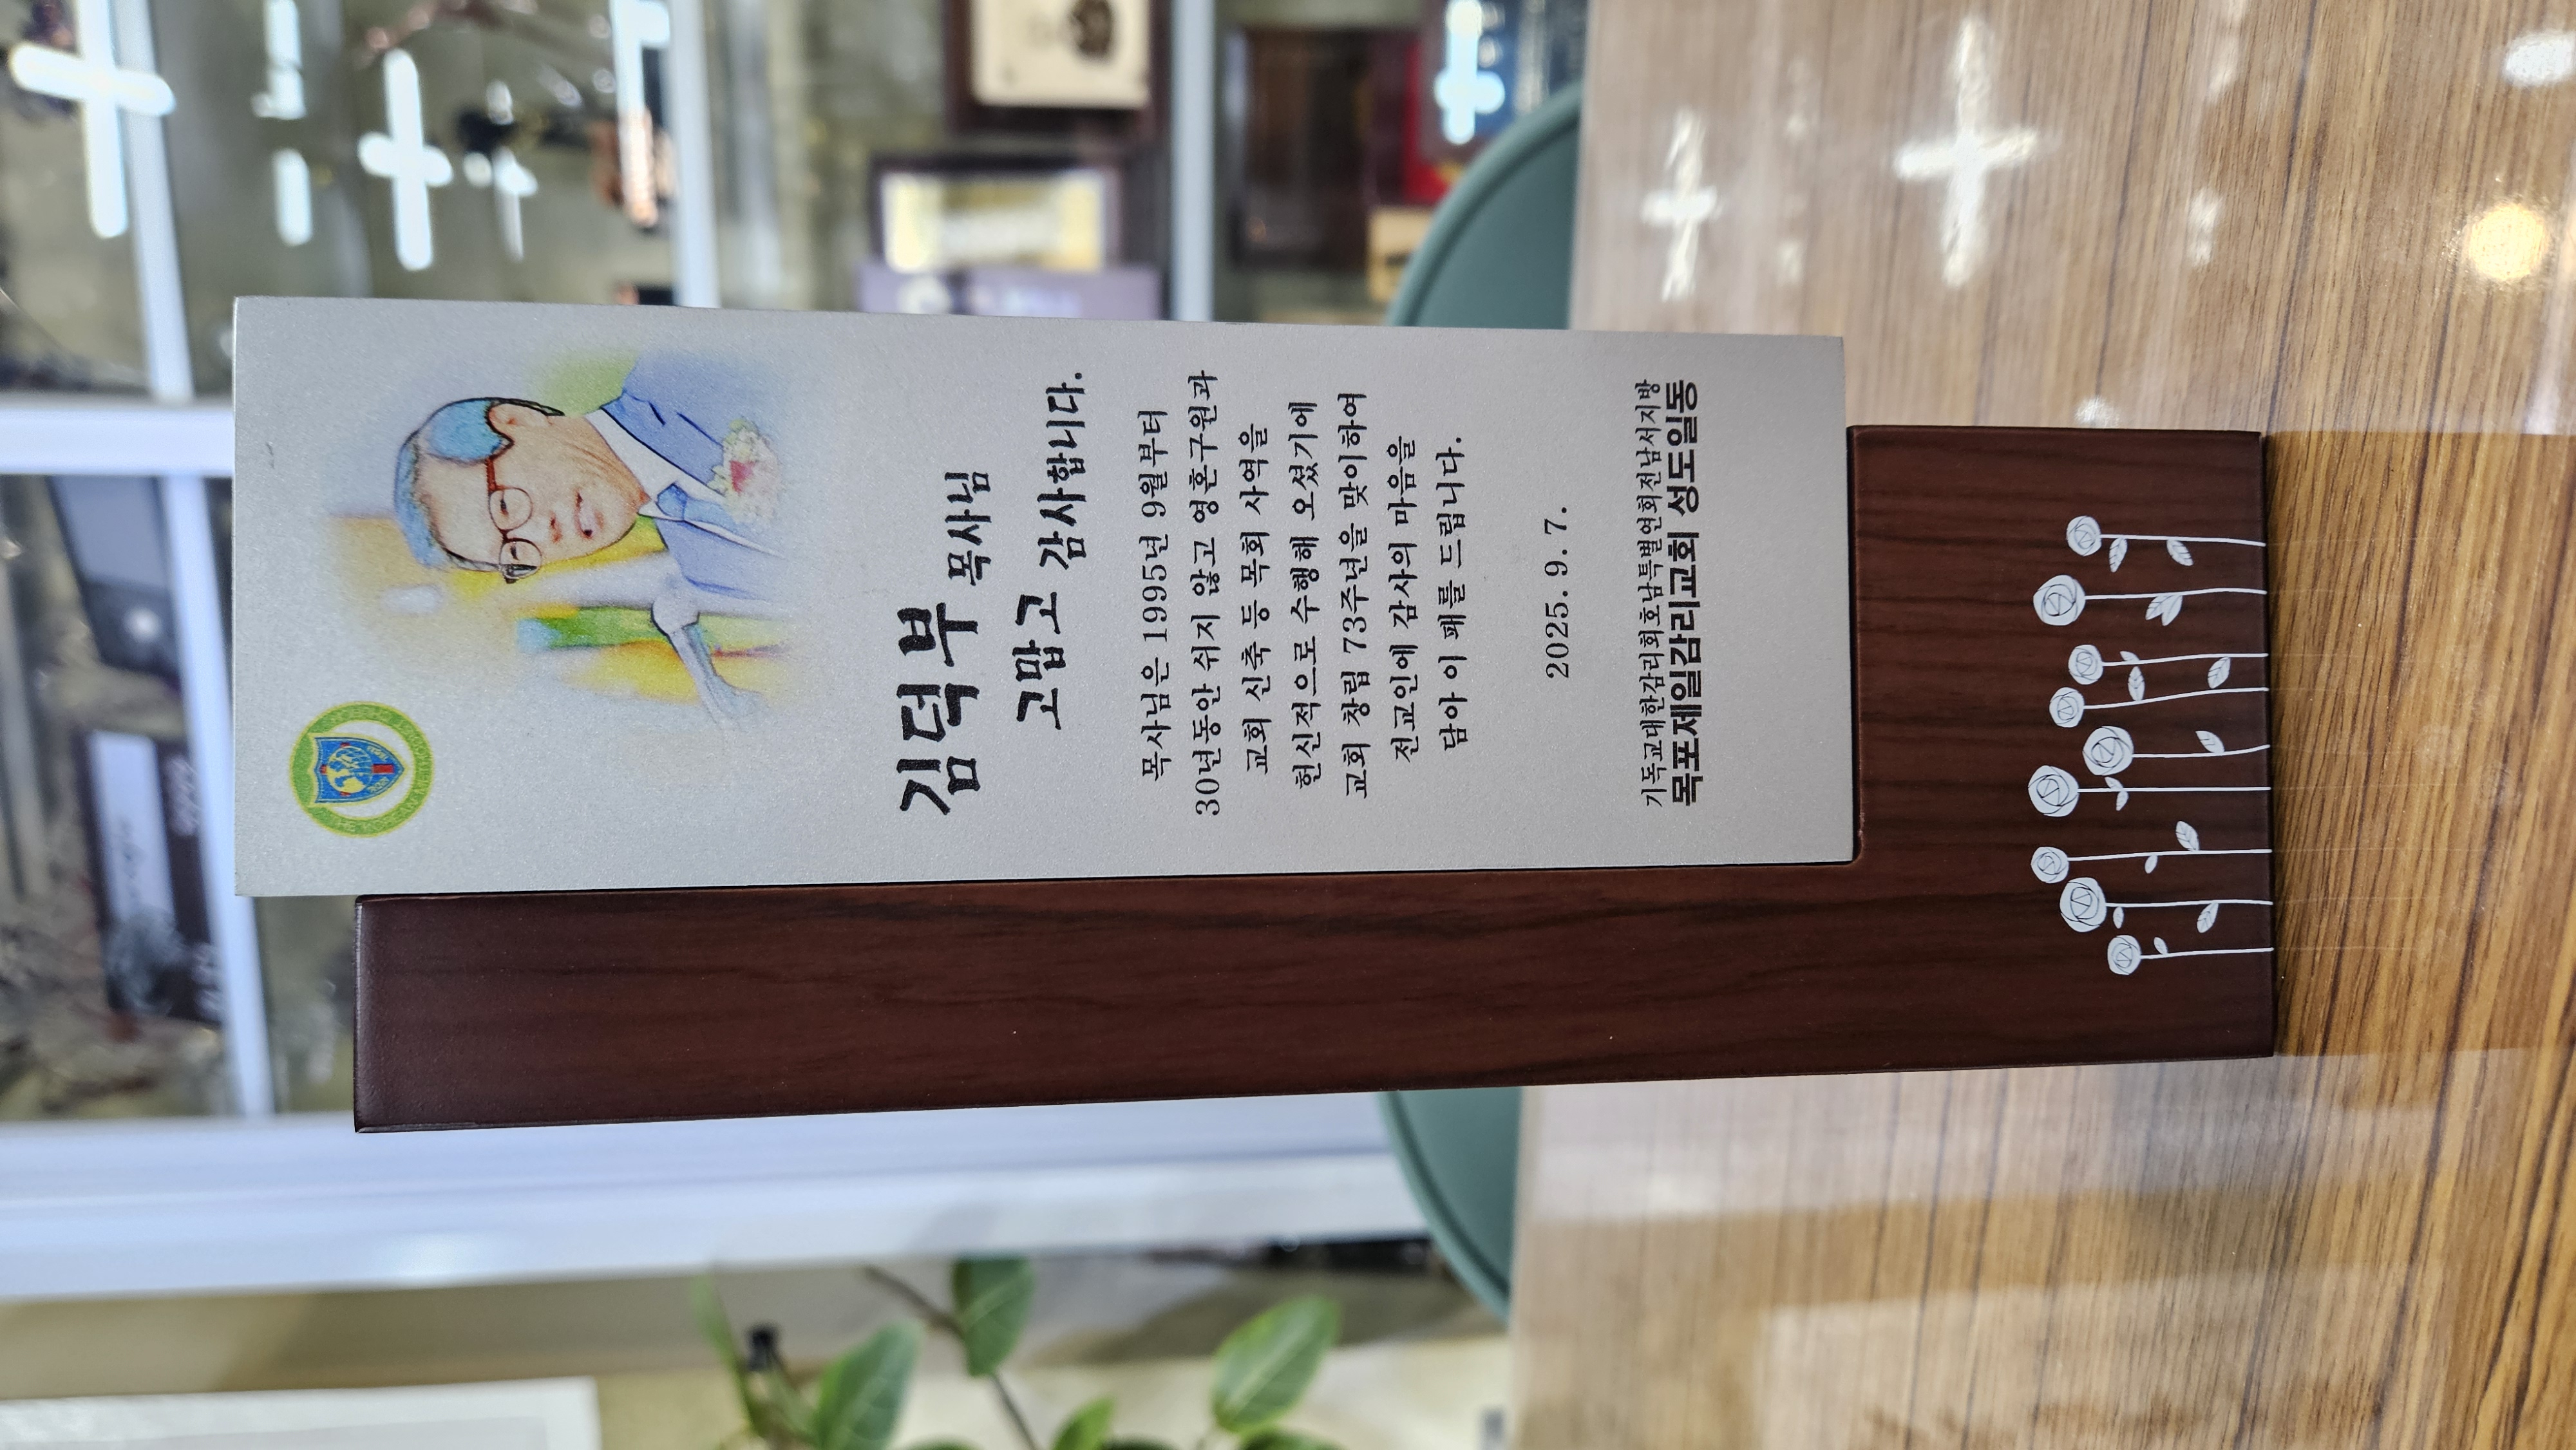 김덕부 목사님
고맙고 감사합니다.
목사님은 1995년 9월부터
30년동안 쉬지 않고 영혼구원과
교회 신축 등 목회 사역을
헌신적으로 수행해 오셨기에
교회 창립 73주년을 맞이하여
전교인에 감사의 마음을
담아 이 패를 드립니다.
2025. 9. 7.
기독교대한감리회호남특별연회전남서지방
목포제일감리교회 성도일동